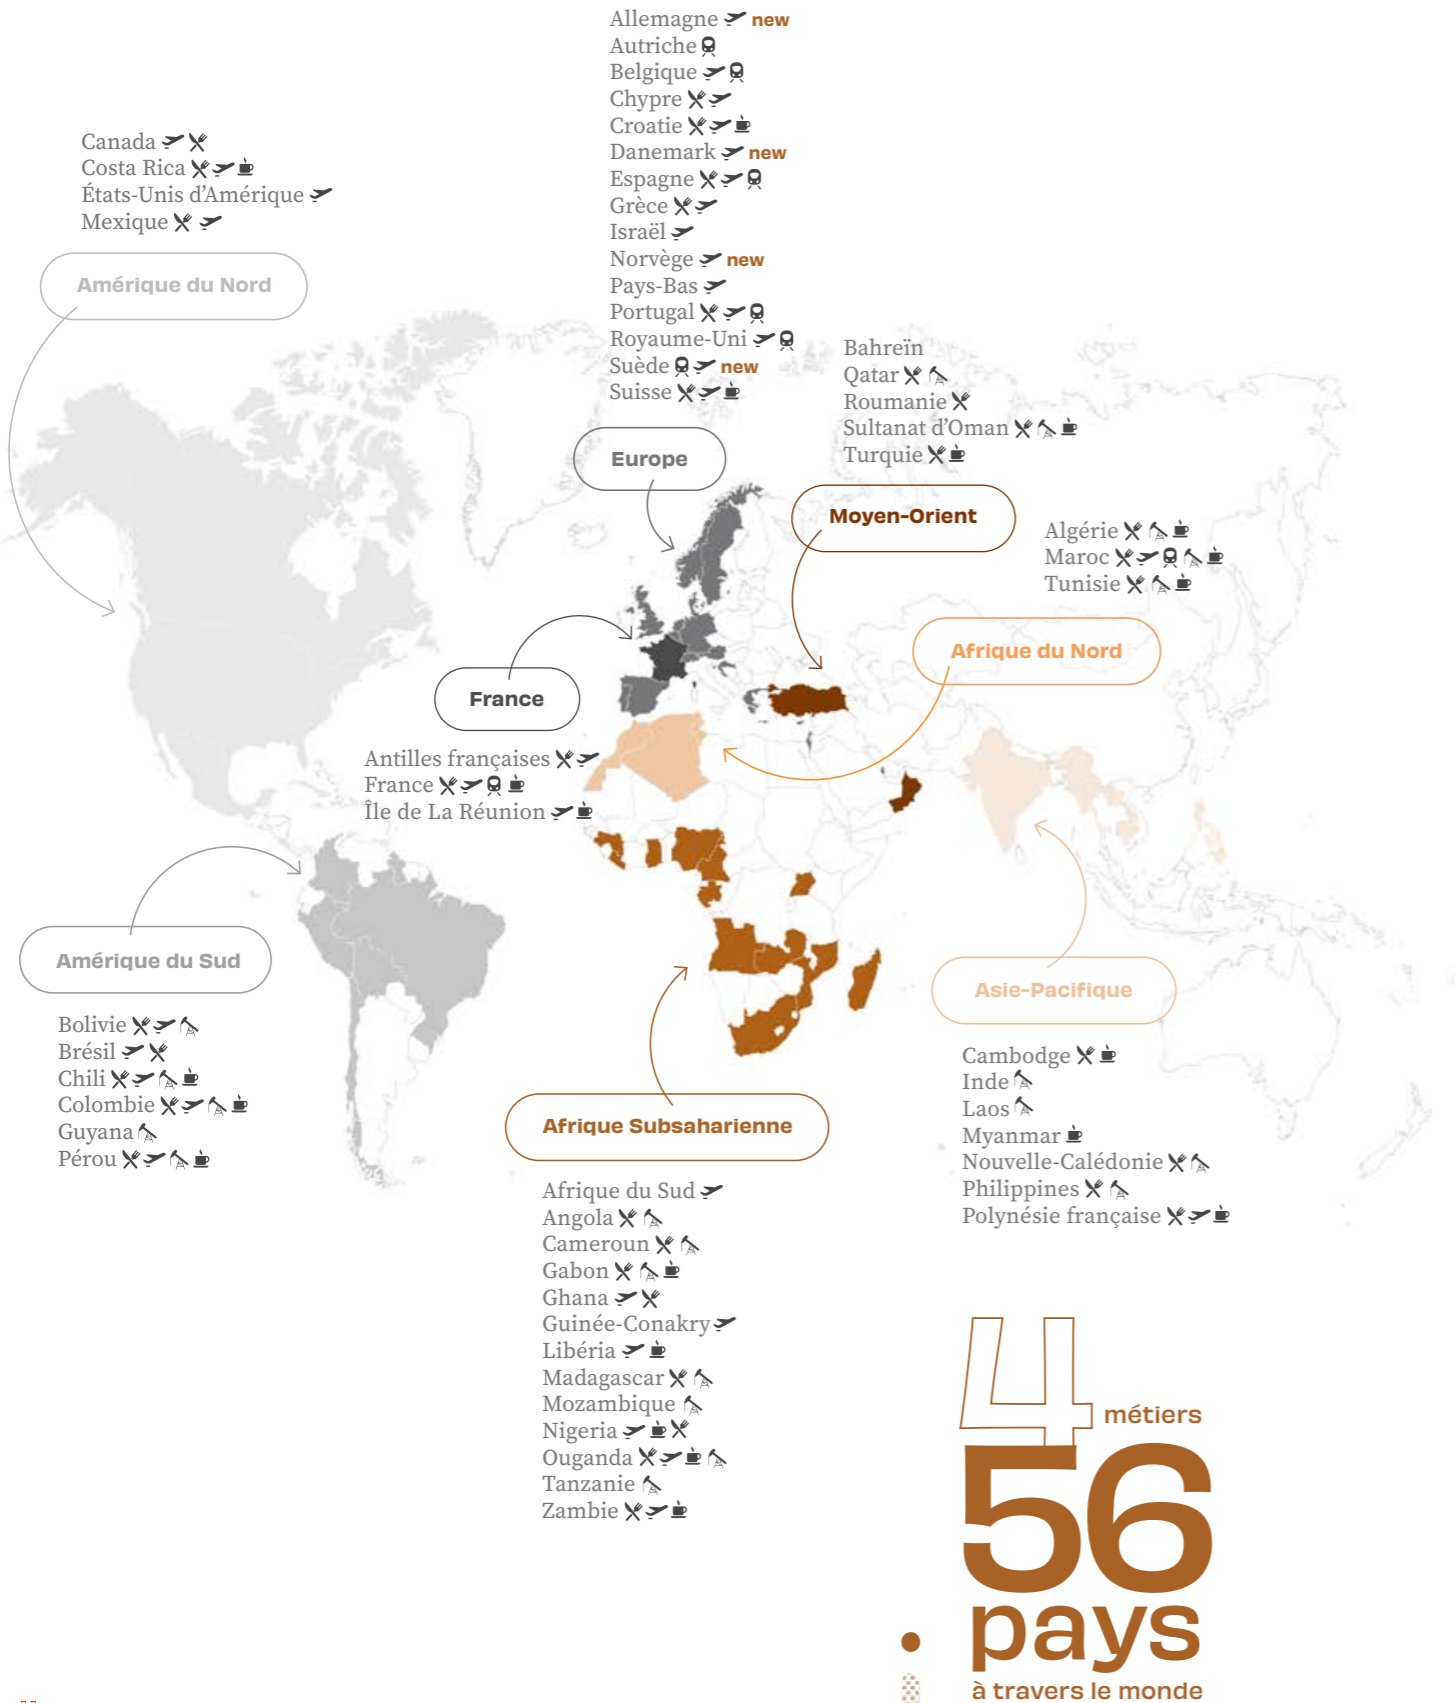 Allemagne new
Autriche
Belgique
Chypre
Croatie
Danemark new
Espagne
Grèce
Israël
Norvège new
Pays-Bas
Portugal
Royaume-Uni
Suède new
Suisse
Europe
Canada
Costa Rica
États-Unis d’Amérique
Mexique
Amérique du Nord
Bahreïn
Qatar
Roumanie
Sultanat d’Oman
Turquie
Moyen-Orient
Algérie
Maroc
Tunisie
Afrique du Nord
France
Antilles françaises
France
Île de La Réunion
Amérique du Sud
Bolivie
Brésil
Chili
Colombie
Guyana
Pérou
Afrique Subsaharienne
Afrique du Sud
Angola
Cameroun
Gabon
Ghana
Guinée-Conakry
Libéria
Madagascar
Mozambique
Nigeria
Ouganda
Tanzanie
Zambie
Asie-Pacifique
Cambodge
Inde
Laos
Myanmar
Nouvelle-Calédonie
Philippines
Polynésie française
4 métiers
56
pays
à travers le monde